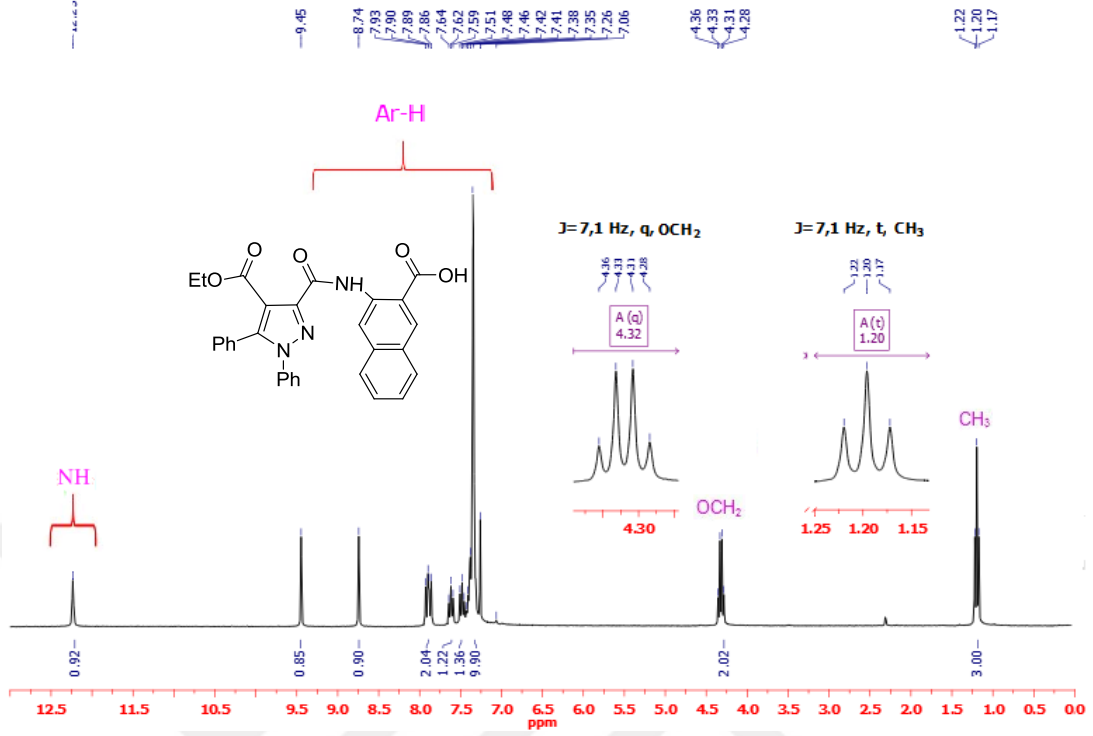 9.45
8.74
7.93
7.90
7.89
7.86
7.64
7.62
7.59
7.51
7.48
7.46
7.42
7.41
7.38
7.35
7.26
7.06
4.36
4.33
4.31
4.28
1.22
1.20
1.17
Ar-H
J=7,1 Hz, q, OCH2
J=7,1 Hz, t, CH3
4.36
4.33
4.31
4.28
1.22
1.20
1.17
A (q)
4.32
A (t)
1.20
O
EtO
O
O
NH
OH
Ph
N
N
Ph
CH3
NH
OCH2
4.30
1.25 1.20 1.15
0.92
0.85
0.90
2.04
1.22
1.36
9.90
2.02
3.00
12.5 11.5 10.5 9.5 9.0 8.5 8.0 7.5 7.0 6.5 6.0 5.5 5.0 4.5 4.0 3.5 3.0 2.5 2.0 1.5 1.0 0.5 0.0
ppm